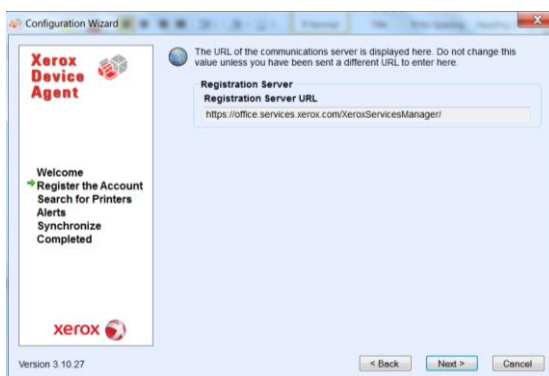 Configuration Wizard
Xerox
Device
Agent
The URL of the communications server is displayed here. Do not change this
value unless you have been sent a different URL to enter here.
Registration Server
Registration Server URL
https://office.services.xerox.com/XeroxServicesManager/
Welcome
Register the Account
Search for Printers
Alerts
Synchronize
Completed
xerox
Version 3.10.27
< Back
Next >
Cancel